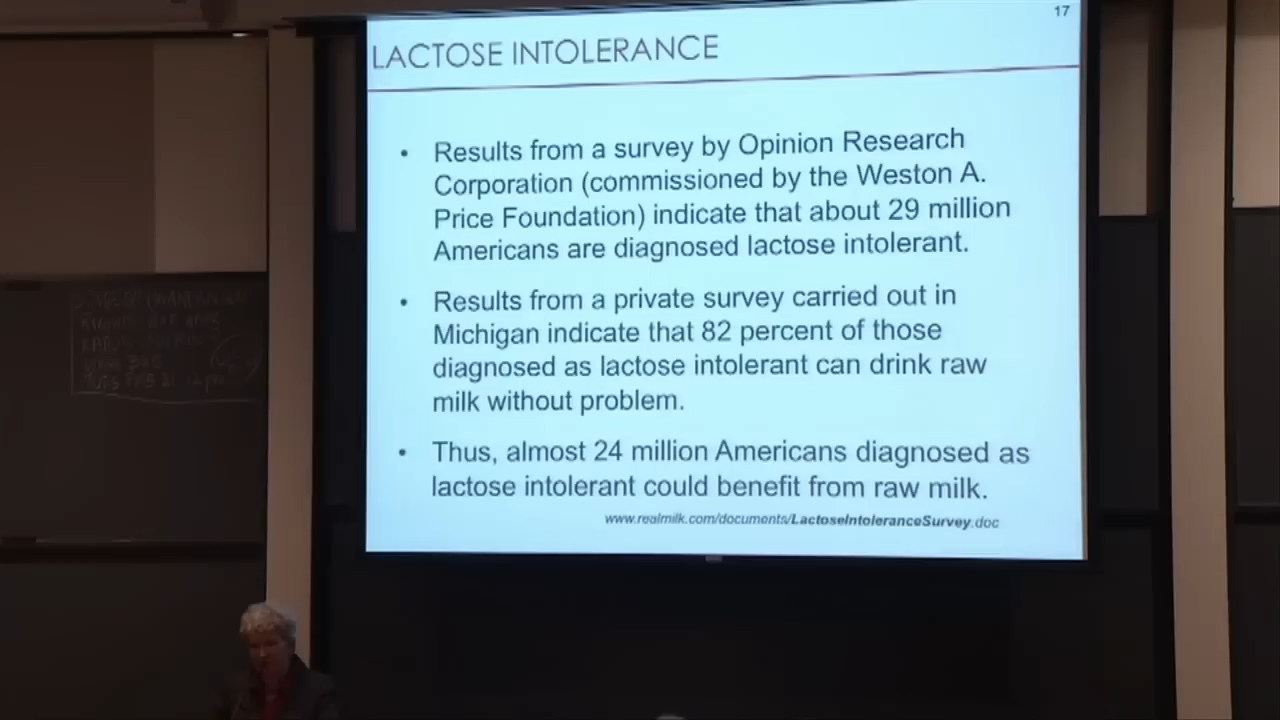 17
LACTOSE INTOLERANCE
• Results from a survey by Opinion Research
Corporation (commissioned by the Weston A.
Price Foundation) indicate that about 29 million
Americans are diagnosed lactose intolerant.
• Results from a private survey carried out in
Michigan indicate that 82 percent of those
diagnosed as lactose intolerant can drink raw
milk without problem.
• Thus, almost 24 million Americans diagnosed as
lactose intolerant could benefit from raw milk.
www.realmilk.com/documents/LactoseIntoleranceSurvey.doc